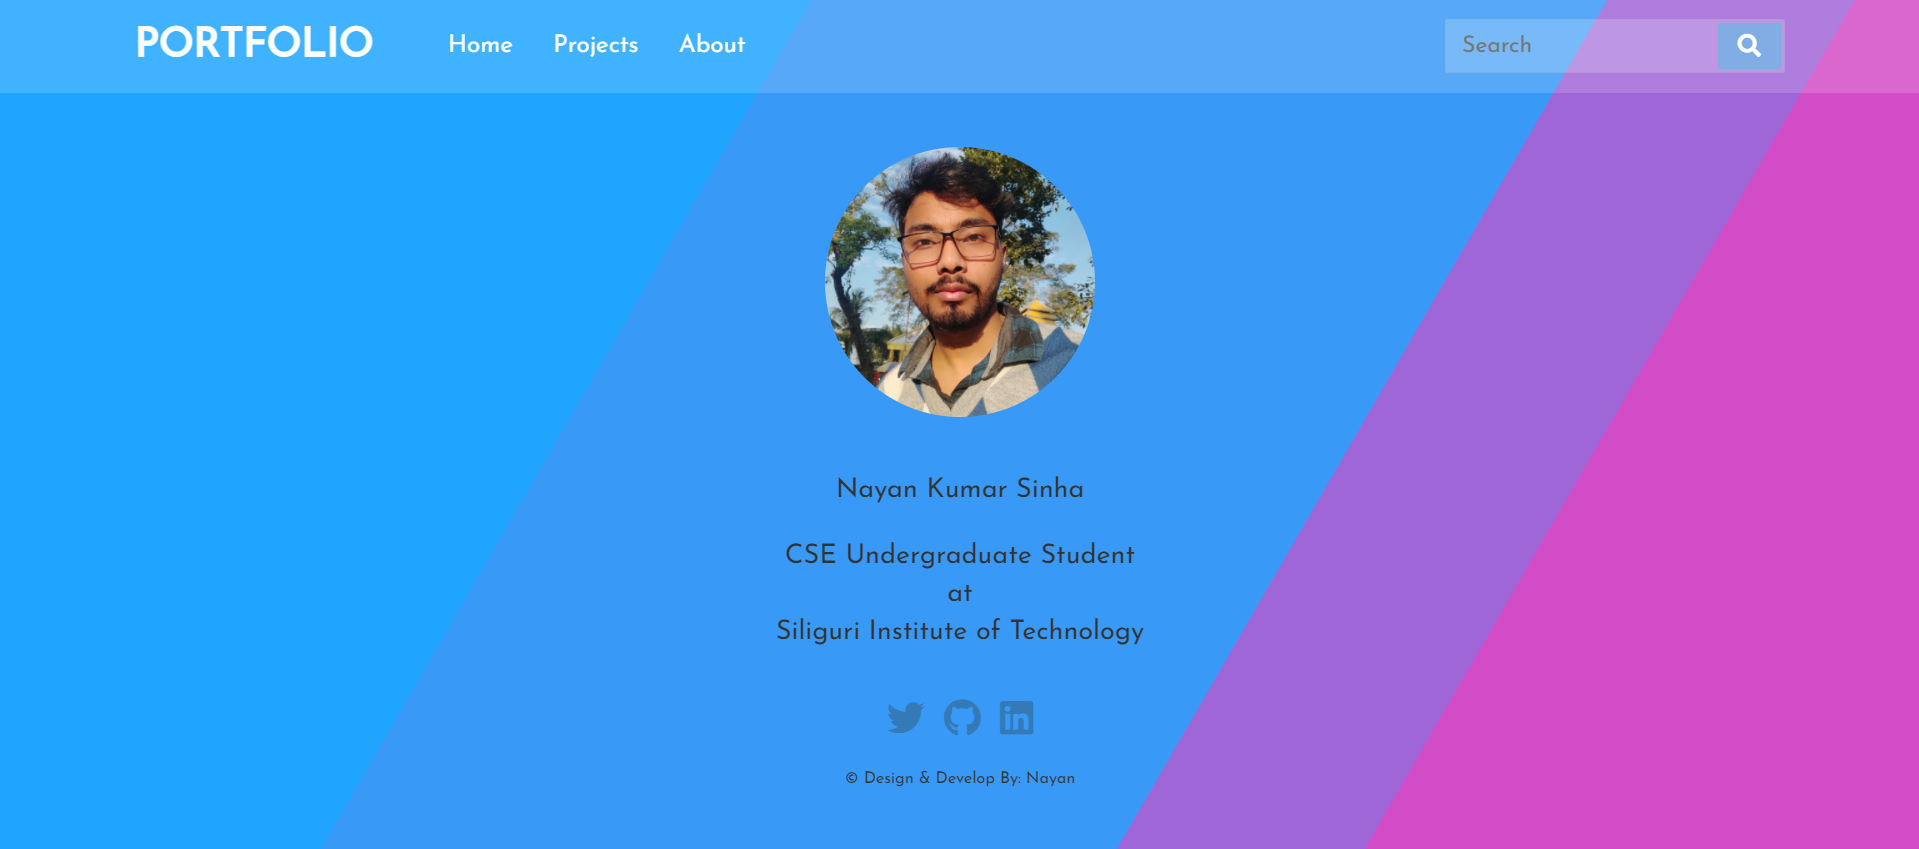 PORTFOLIO
Home
Projects
About
Search
Nayan Kumar Sinha
CSE Undergraduate Student
at
Siliguri Institute of Technology
in
© Design & Develop By: Nayan